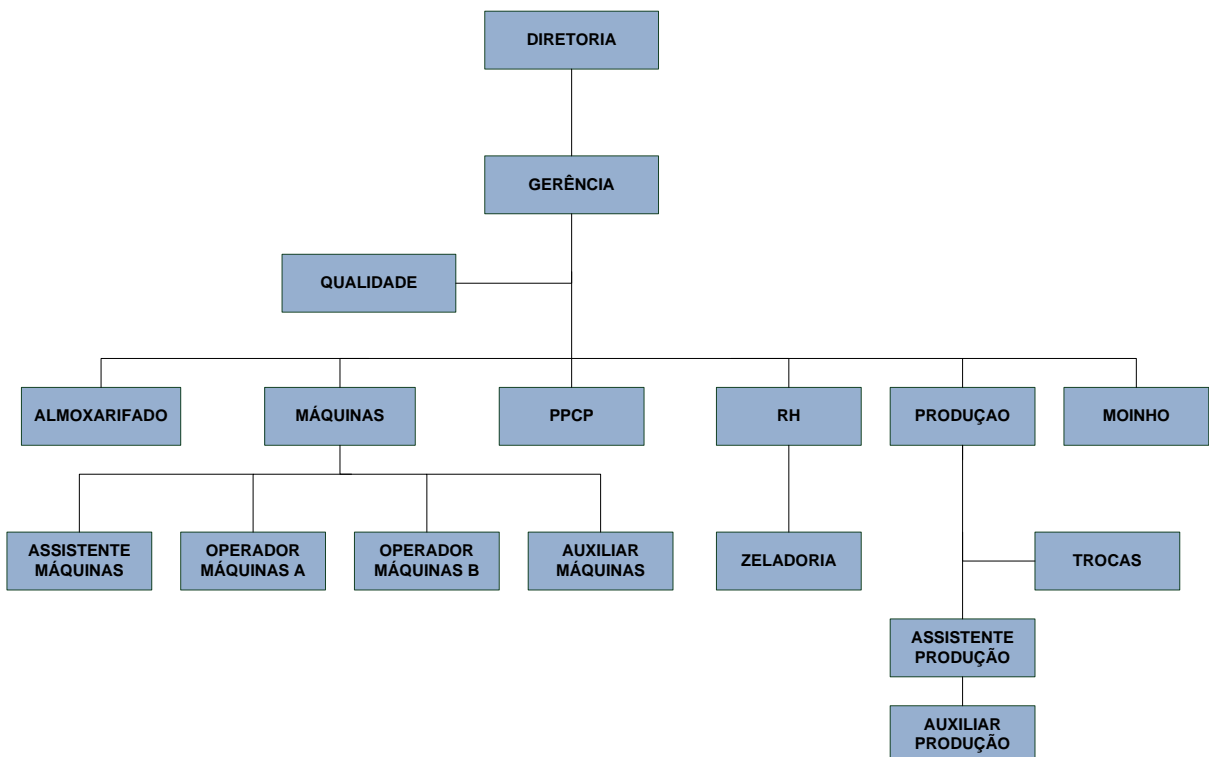 DIRETORIA
GERÊNCIA
QUALIDADE
ALMOXARIFADO
MÁQUINAS
PPCP
RH
PRODUÇAO
MOINHO
ASSISTENTE
MÁQUINAS
OPERADOR
MÁQUINAS A
OPERADOR
MÁQUINAS B
AUXILIAR
MÁQUINAS
ZELADORIA
TROCAS
ASSISTENTE
PRODUÇÃO
AUXILIAR
PRODUÇÃO